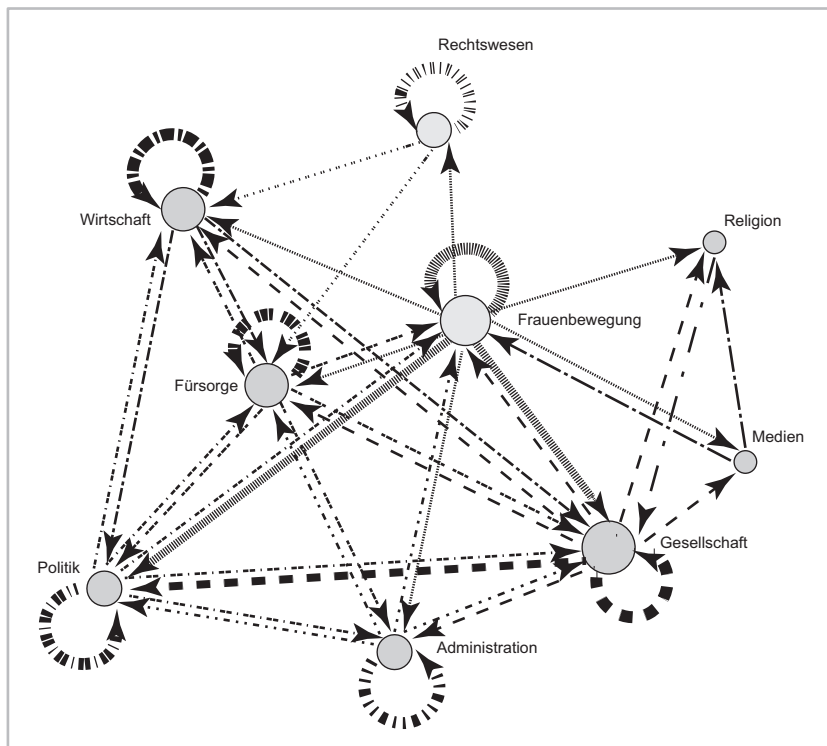 Rechtswesen
Wirtschaft
Religion
Frauenbewegung
Fürsorge
Medien
Gesellschaft
Politik
Administration